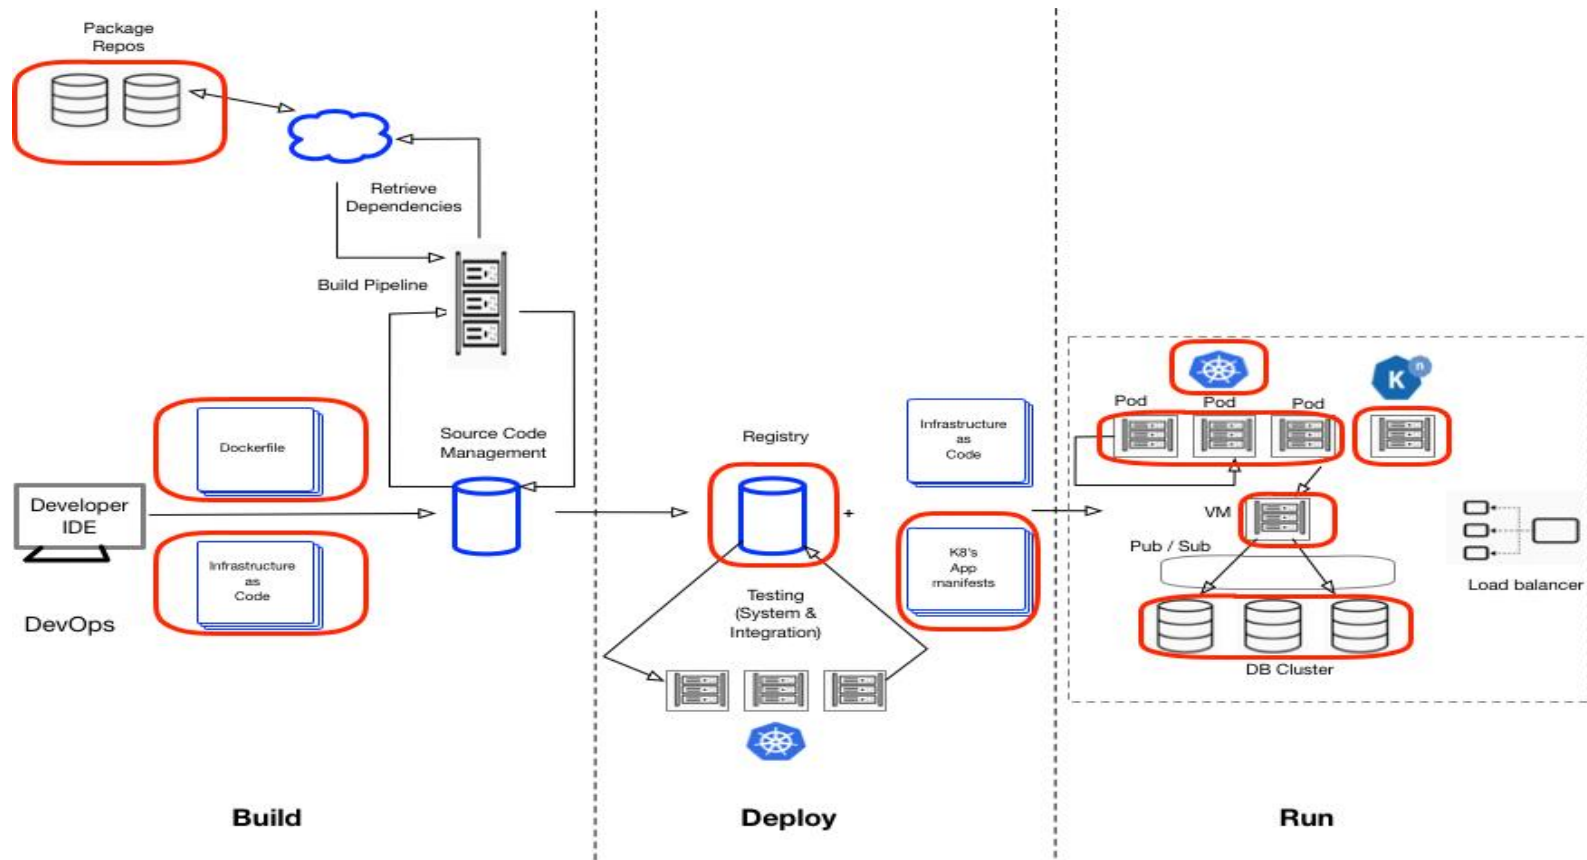 Package
Repos
Retrieve
Dependencies
Build Pipeline
Dockerfile
Source Code
Management
Developer
IDE
Infrastructure
as
Code
DevOps
Build
Registry
+
Infrastructure
as
Code
K8's
App
manifests
Testing
(System &
Integration)
Deploy
K
n
Pod
Pod
Pod
VM
Pub / Sub
Load balancer
DB Cluster
Run